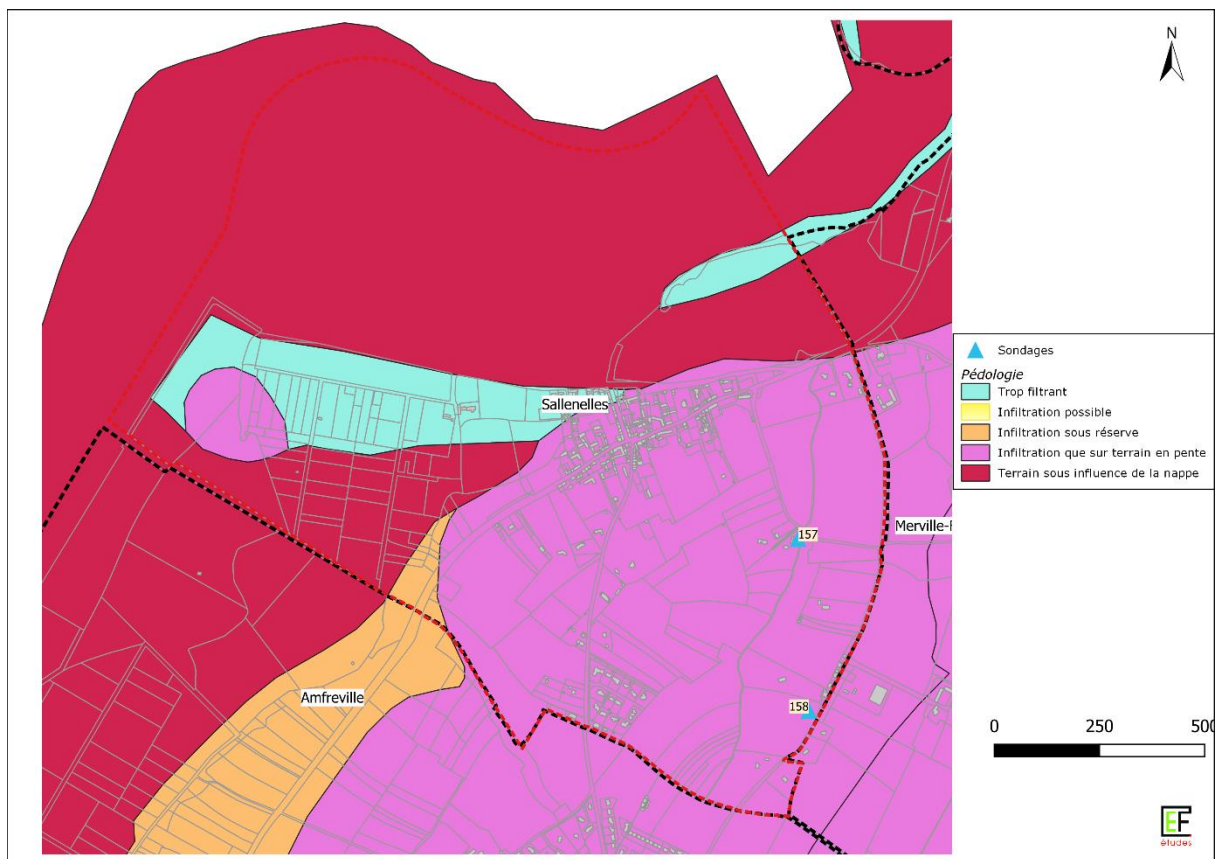 N
Sallenelles
157
Merville-F
158
Amfreville
Sondages
Pédologie
Trop filtrant
Infiltration possible
Infiltration sous réserve
Infiltration que sur terrain en pente
Terrain sous influence de la nappe
0 250 500
EF
études